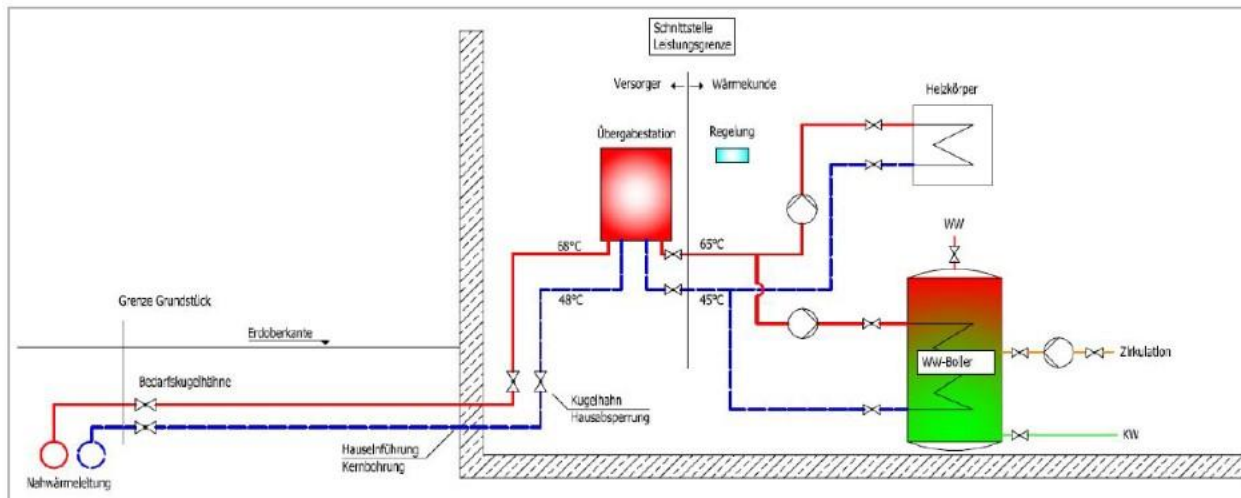 Schnittstelle
Leistungsgrenze
Versorger
Wärmekunde
Heizkörper
Übergabestation
Regelung
WW
68°C
65°C
48°C
45°C
Grenze Grundstück
Erdoberkante
WW-Boiler
Zirkulation
Bedarfskugelhähne
Kugelhahn
Hausabsperrung
Hauseinführung
Kernbohrung
KW
Nahwärmeleitung